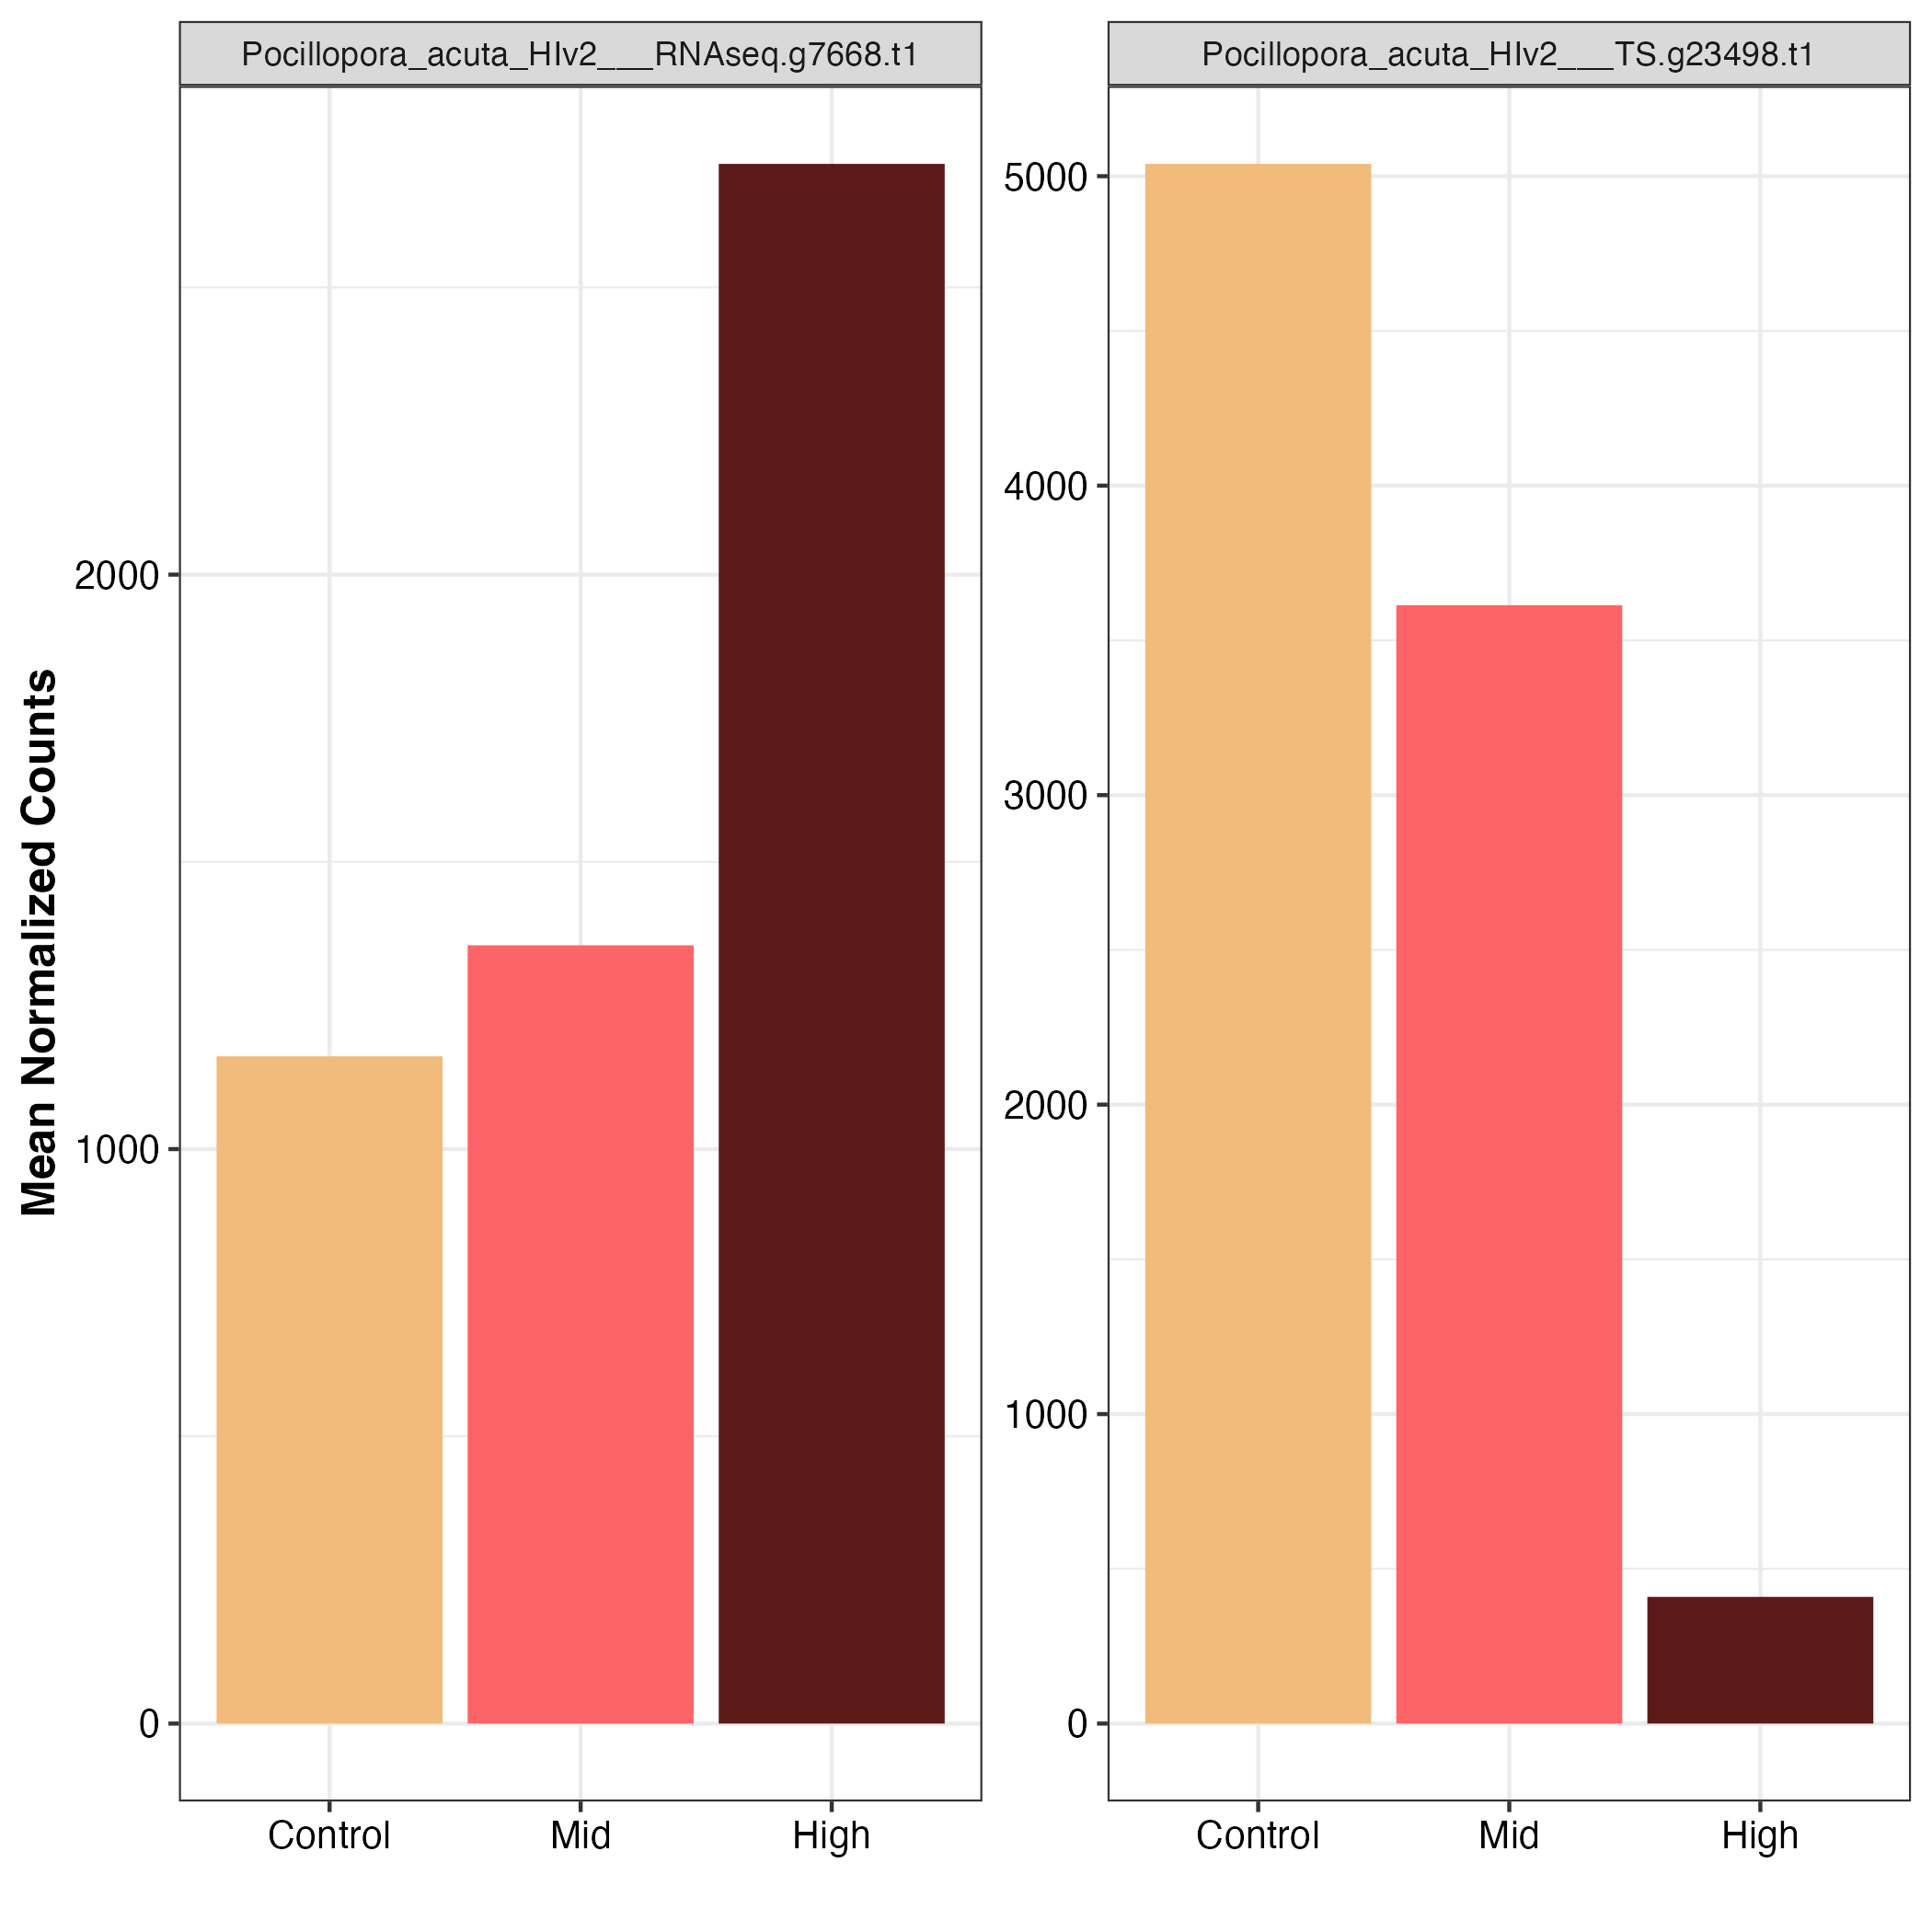 Pocillopora_acuta_HIv2___RNAseq.g7668.t1
Pocillopora_acuta_HIv2___TS.g23498.t1
Mean Normalized Counts
2000
1000
0
5000
4000
3000
2000
1000
0
Control Mid High
Control Mid High